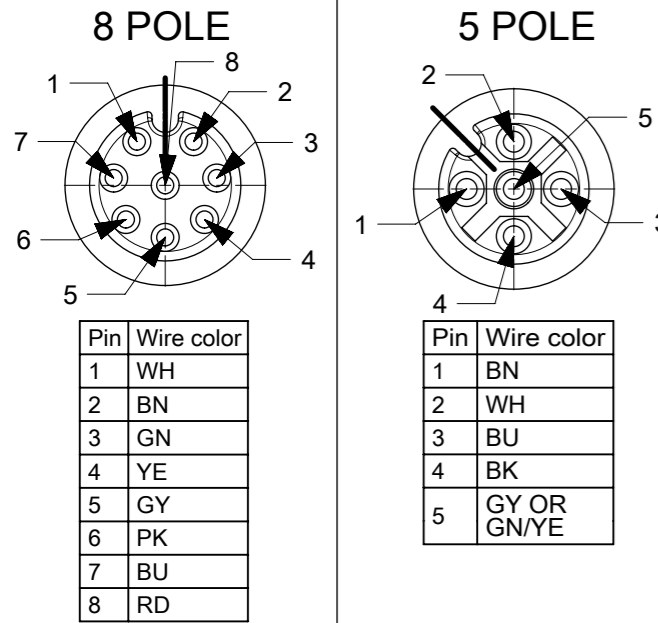 8 POLE
1
8
2
7
3
6
4
5
Pin Wire color
1 WH
2 BN
3 GN
4 YE
5 GY
6 PK
7 BU
8 RD
5 POLE
2
5
1
3
4
Pin Wire color
1 BN
2 WH
3 BU
4 BK
5 GY OR
GN/YE